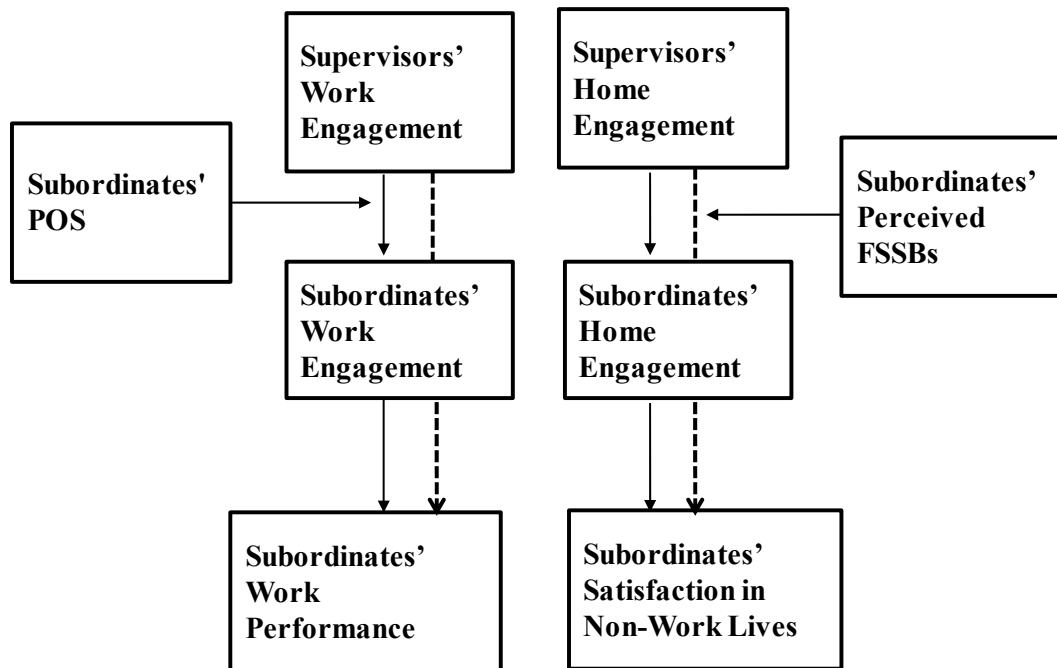 Supervisors’
Work
Engagement
Supervisors’
Home
Engagement
Subordinates'
POS
Subordinates’
Perceived
FSSBs
Subordinates’
Work
Engagement
Subordinates’
Home
Engagement
Subordinates’
Work
Performance
Subordinates’
Satisfaction in
Non-Work Lives